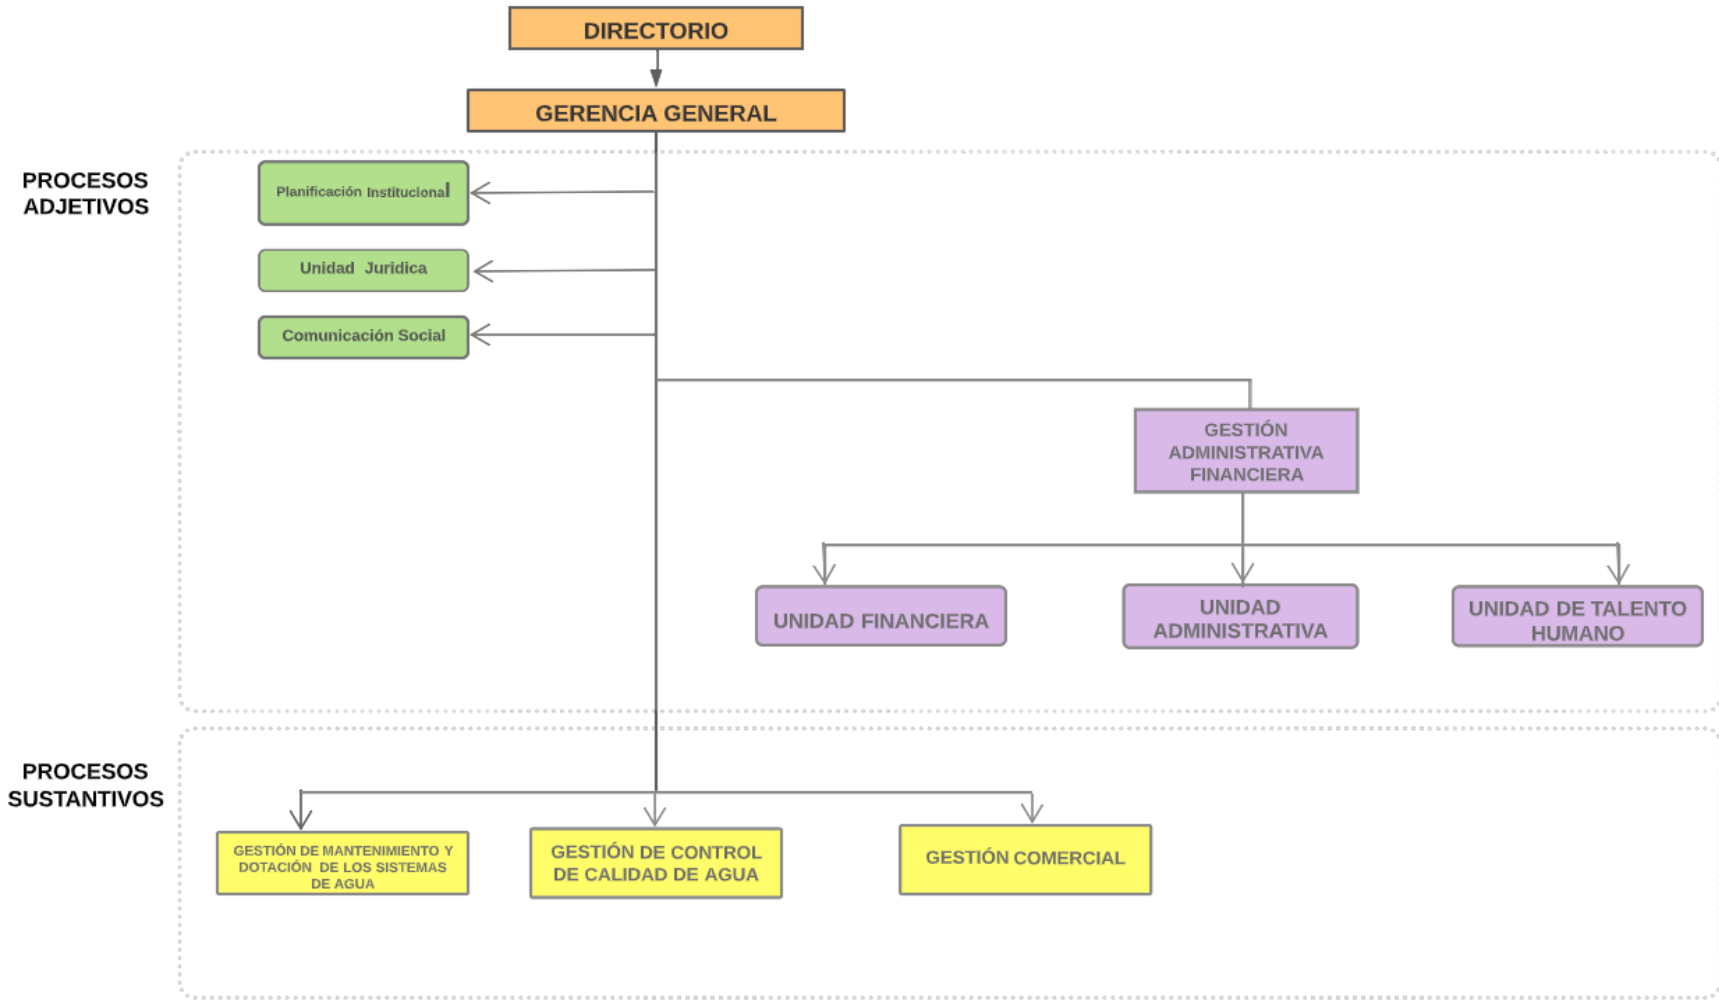 DIRECTORIO
GERENCIA GENERAL
PROCESOS
ADJETIVOS
Planificación Institucional
Unidad Juridica
Comunicación Social
GESTIÓN
ADMINISTRATIVA
FINANCIERA
UNIDAD FINANCIERA
UNIDAD
ADMINISTRATIVA
UNIDAD DE TALENTO
HUMANO
PROCESOS
SUSTANTIVOS
GESTIÓN DE MANTENIMIENTO Y
DOTACIÓN DE LOS SISTEMAS
DE AGUA
GESTIÓN DE CONTROL
DE CALIDAD DE AGUA
GESTIÓN COMERCIAL